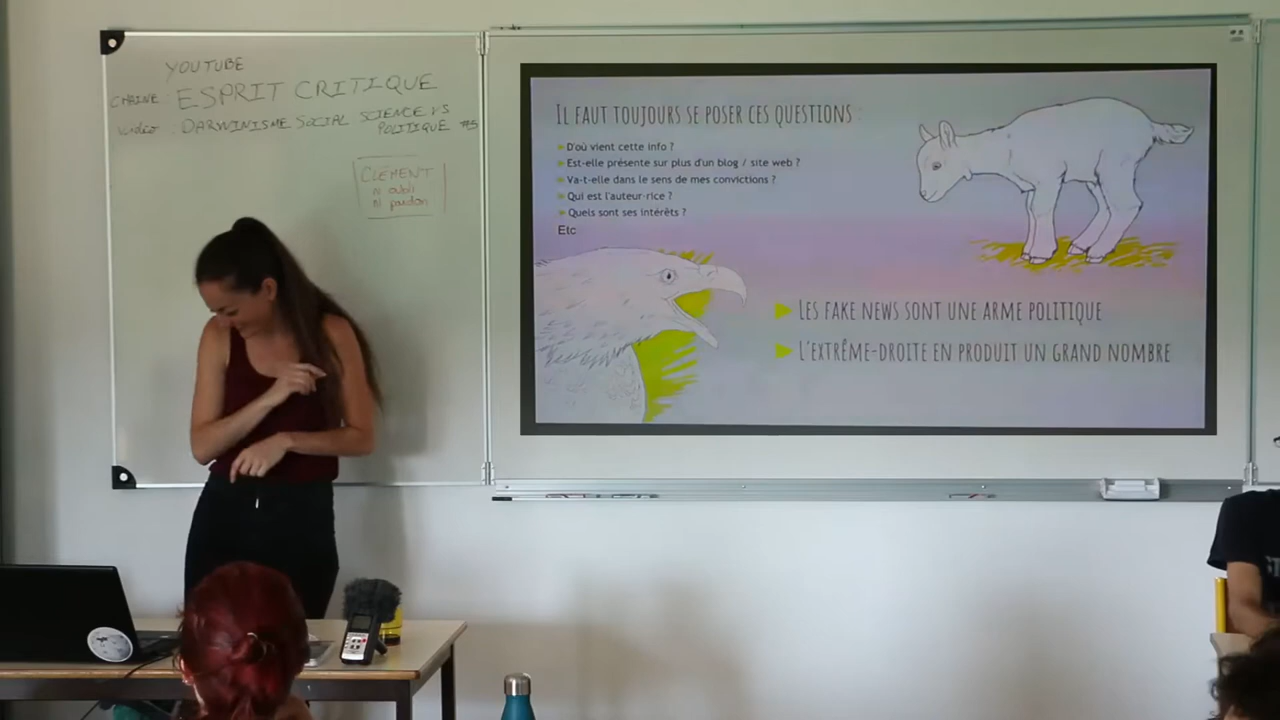 YOUTUBE
CHAINE : ESPRIT CRITIQUE
Vidéo : DARWINISME SOCIAL SCIENCE VS
POLITIQUE #5
CLÉMENT
ni oubli
ni pardon
IL FAUT TOUJOURS SE POSER CES QUESTIONS :
D'où vient cette info ?
Est-elle présente sur plus d'un blog / site web ?
Va-t-elle dans le sens de mes convictions ?
Qui est l'auteur·rice ?
Quels sont ses intérêts ?
Etc
LES FAKE NEWS SONT UNE ARME POLITIQUE
L'EXTRÊME-DROITE EN PRODUIT UN GRAND NOMBRE